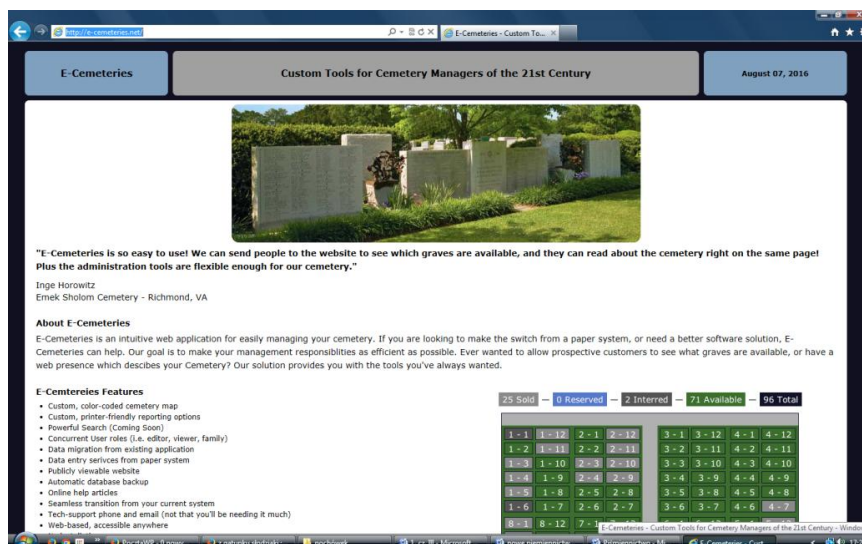 http://e-cemeteries.net/
E-Cemeteries - Custom To...
E-Cemeteries
Custom Tools for Cemetery Managers of the 21st Century
August 07, 2016
"E-Cemeteries is so easy to use! We can send people to the website to see which graves are available, and they can read about the cemetery right on the same page!
Plus the administration tools are flexible enough for our cemetery."
Inge Horowitz
Emek Sholom Cemetery - Richmond, VA
About E-Cemeteries
E-Cemeteries is an intuitive web application for easily managing your cemetery. If you are looking to make the switch from a paper system, or need a better software solution, E-
Cemeteries can help. Our goal is to make your management responsiblities as efficient as possible. Ever wanted to allow prospective customers to see what graves are available, or have a
web presence which descibes your Cemetery? Our solution provides you with the tools you've always wanted.
E-Cemtereies Features
• Custom, color-coded cemetery map
• Custom, printer-friendly reporting options
• Powerful Search (Coming Soon)
• Concurrent User roles (i.e. editor, viewer, family)
• Data migration from existing application
• Data entry serivces from paper system
• Publicly viewable website
• Automatic database backup
• Online help articles
• Seamless transition from your current system
• Tech-support phone and email (not that you'll be needing it much)
• Web-based, accessible anywhere
25 Sold — 0 Reserved — 2 Interred — 71 Available — 96 Total
1 - 1 1 - 12 2 - 1 2 - 12 3 - 1 3 - 12 4 - 1 4 - 12
1 - 2 1 - 11 2 - 2 2 - 11 3 - 2 3 - 11 4 - 2 4 - 11
1 - 3 1 - 10 2 - 3 2 - 10 3 - 3 3 - 10 4 - 3 4 - 10
1 - 4 1 - 9 2 - 4 2 - 9 3 - 4 3 - 9 4 - 4 4 - 9
1 - 5 1 - 8 2 - 5 2 - 8 3 - 5 3 - 8 4 - 5 4 - 8
1 - 6 1 - 7 2 - 6 2 - 7 3 - 6 3 - 7 4 - 6 4 - 7
8 - 1 8 - 12 7 - 1
E-Cemeteries - Custom Tools for Cemetery Managers of the 21st Century - Window